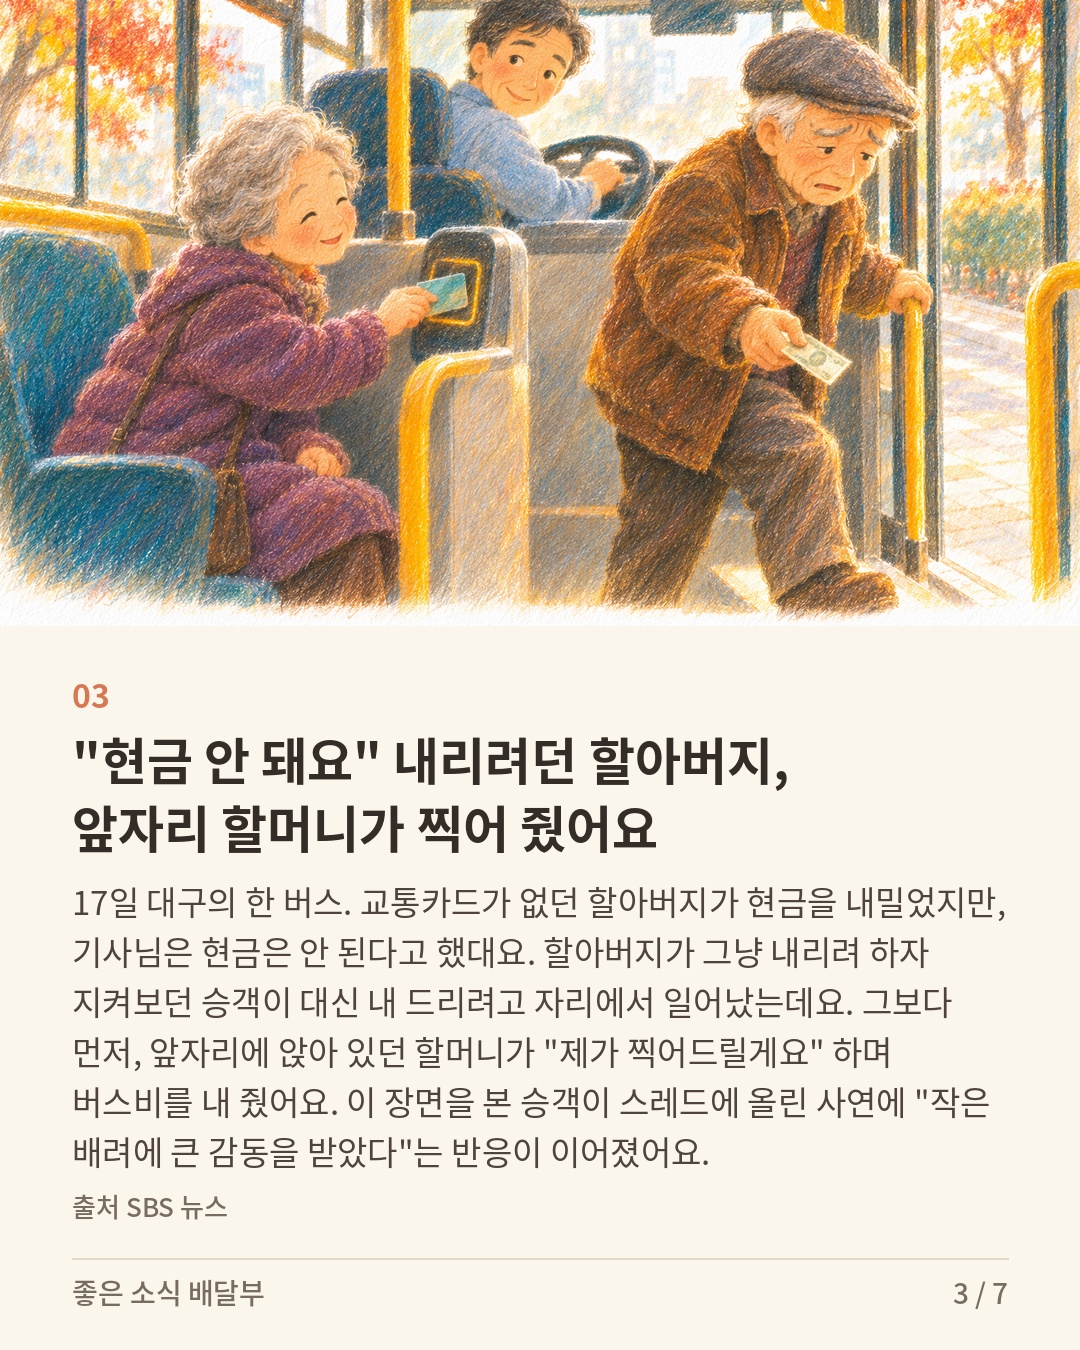 03
"현금 안 돼요" 내리려던 할아버지,
앞자리 할머니가 찍어 줬어요
17일 대구의 한 버스. 교통카드가 없던 할아버지가 현금을 내밀었지만,
기사님은 현금은 안 된다고 했대요. 할아버지가 그냥 내리려 하자
지켜보던 승객이 대신 내 드리려고 자리에서 일어났는데요. 그보다
먼저, 앞자리에 앉아 있던 할머니가 "제가 찍어드릴게요" 하며
버스비를 내 줬어요. 이 장면을 본 승객이 스레드에 올린 사연에 "작은
배려에 큰 감동을 받았다"는 반응이 이어졌어요.
출처 SBS 뉴스
좋은 소식 배달부
3 / 7